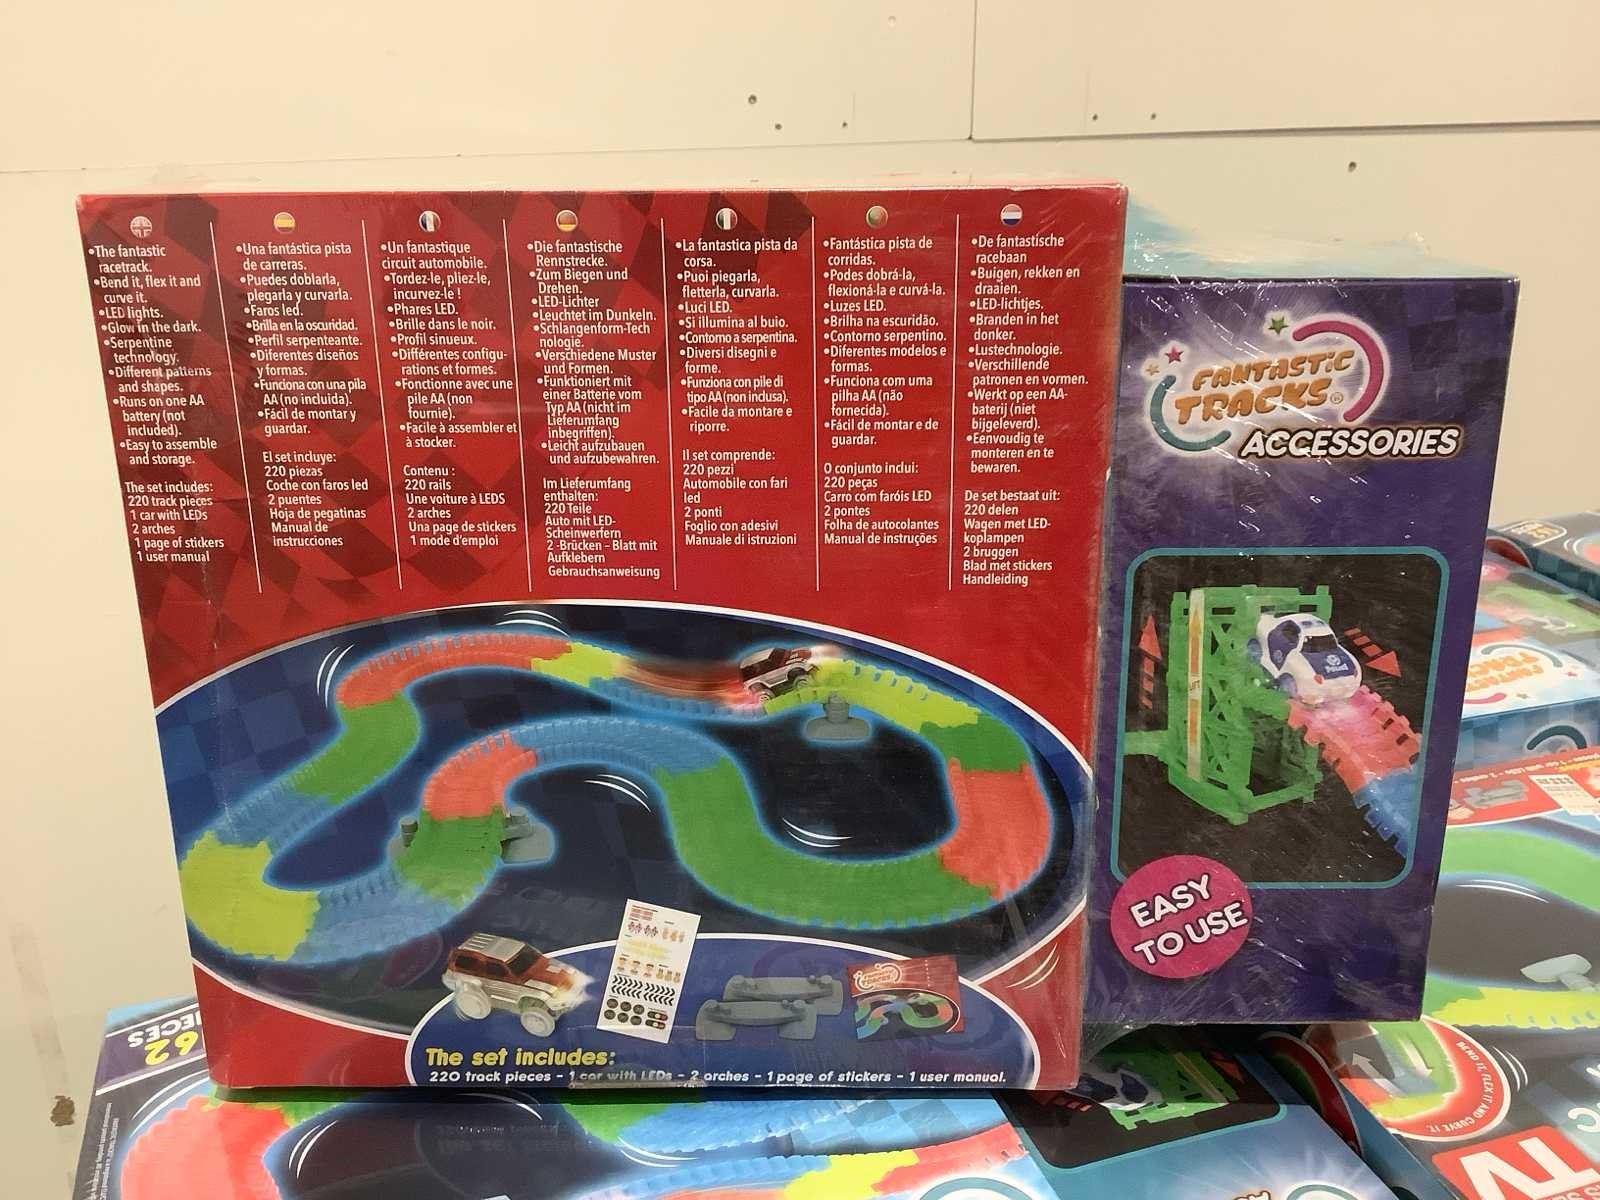 •The fantastic
racetrack.
•Bend it, flex it and
curve it.
•LED lights.
•Glow in the dark.
•Serpentine
technology.
•Different patterns
and shapes.
•Runs on one AA
battery (not
included).
•Easy to assemble
and storage.
The set includes:
220 track pieces
1 car with LEDs
2 arches
1 page of stickers
1 user manual
•Una fantástica pista
de carreras.
•Puedes doblarla,
plegarla y curvarla.
•Faros led.
•Brilla en la oscuridad.
•Perfil serpenteante.
•Diferentes diseños
y formas.
•Funciona con una pila
AA (no incluida).
•Fácil de montar y
guardar.
El set incluye:
220 piezas
Coche con faros led
2 puentes
Hoja de pegatinas
Manual de
instrucciones
•Un fantastique
circuit automobile.
•Tordez-le, pliez-le,
incurvez-le !
•Phares LED.
•Brille dans le noir.
•Profil sinueux.
•Différentes configu-
rations et formes.
•Fonctionne avec une
pile AA (non
fournie).
•Facile à assembler et
à stocker.
Contenu :
220 rails
Une voiture à LEDS
2 arches
Una page de stickers
1 mode d'emploi
•Die fantastische
Rennstrecke.
•Zum Biegen und
Drehen.
•LED-Lichter
•Leuchtet im Dunkeln.
•Schlangenform-Tech
nologie.
•Verschiedene Muster
und Formen.
•Funktioniert mit
einer Batterie vom
Typ AA (nicht im
Lieferumfang
inbegriffen).
•Leicht aufzubauen
und aufzubewahren.
Im Lieferumfang
enthalten:
220 Teile
Auto mit LED-
Scheinwerfern
2 -Brücken – Blatt mit
Aufklebern
Gebrauchsanweisung
•La fantastica pista da
corsa.
•Puoi piegarla,
fletterla, curvarla.
•Luci LED.
•Si illumina al buio.
•Contorno a serpentina.
•Diversi disegni e
forme.
•Funziona con pile di
tipo AA (non inclusa).
•Facile da montare e
riporre.
Il set comprende:
220 pezzi
Automobile con fari
led
2 ponti
Foglio con adesivi
Manuale di istruzioni
•Fantástica pista de
corridas.
•Podes dobrá-la,
flexioná-la e curvá-la.
•Luzes LED.
•Brilha na escuridão.
•Contorno serpentino.
•Diferentes modelos e
formas.
•Funciona com uma
pilha AA (não
fornecida).
•Fácil de montar e de
guardar.
O conjunto inclui:
220 peças
Carro com faróis LED
2 pontes
Folha de autocolantes
Manual de instruções
•De fantastische
racebaan
•Buigen, rekken en
draaien.
•LED-lichtjes.
•Branden in het
donker.
•Lustechnologie.
•Verschillende
patronen en vormen.
•Werkt op een AA-
baterij (niet
bijgeleverd).
•Eenvoudig te
monteren en te
bewaren.
De set bestaat uit:
220 delen
Wagen met LED-
koplampen
2 bruggen
Blad met stickers
Handleiding
The set includes:
220 track pieces - 1 car with LEDs - 2 arches - 1 page of stickers - 1 user manual.
FANTASTIC
TRACKS®
ACCESSORIES
LIFT
EASY
TO USE
62
PIECES
BEND IT, FLEX IT AND CURVE IT.
TV